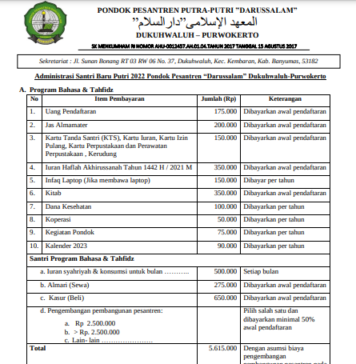 PONDOK PESANTREN PUTRA-PUTRI "DARUSSALAM"
المعهد الإسلامي "دار السلام"
DUKUHWALUH – PURWOKERTO
SK MENKUMHAM RI NOMOR AHU-0012437.AH.01.04.TAHUN 2017 TANGGAL 15 AGUSTUS 2017
Sekretariat : Jl. Sunan Bonang RT 03 RW 06 No. 37, Dukuhwaluh, Kec. Kembaran, Kab. Banyumas, 53182
Administrasi Santri Baru Putri 2022 Pondok Pesantren "Darussalam" Dukuhwaluh-Purwokerto
A. Program Bahasa & Tahfidz
No Item Pembayaran Jumlah (Rp) Keterangan
1. Uang Pendaftaran 175.000 Dibayarkan awal pendaftaran
2. Jas Almamater 200.000 Dibayarkan awal pendaftaran
3. Kartu Tanda Santri (KTS), Kartu Iuran, Kartu Izin 150.000 Dibayarkan awal pendaftaran
Pulang, Kartu Perpustakaan dan Perawatan
Perpustakaan , Kerudung
4. Iuran Haflah Akhirussanah Tahun 1442 H / 2021 M 350.000 Dibayarkan awal pendaftaran
5. Infaq Laptop (Jika membawa laptop) 150.000 Dibayar per tahun
6. Kitab 350.000 Dibayarkan awal pendaftaran
7. Dana Kesehatan 100.000 Dibayarkan per tahun
8. Koperasi 50.000 Dibayarkan per tahun
9. Kegiatan Pondok 75.000 Dibayarkan per tahun
10. Kalender 2023 90.000 Dibayarkan per tahun
Santri Program Bahasa & Tahfidz
a. Iuran syahriyah & konsumsi untuk bulan ……….. 500.000 Setiap bulan
b. Almari (Sewa) 275.000 Dibayarkan awal pendaftaran
c. Kasur (Beli) 650.000 Dibayarkan awal pendaftaran
d. Pengembangan pembangunan pesantren: Pilih salah satu dan
a. Rp 2.500.000 dibayarkan minimal 50%
b. > Rp. 2.500.000 awal pendaftaran
c. Lain- lain ………………….
Total 5.615.000 Dengan asumsi biaya
pengembangan